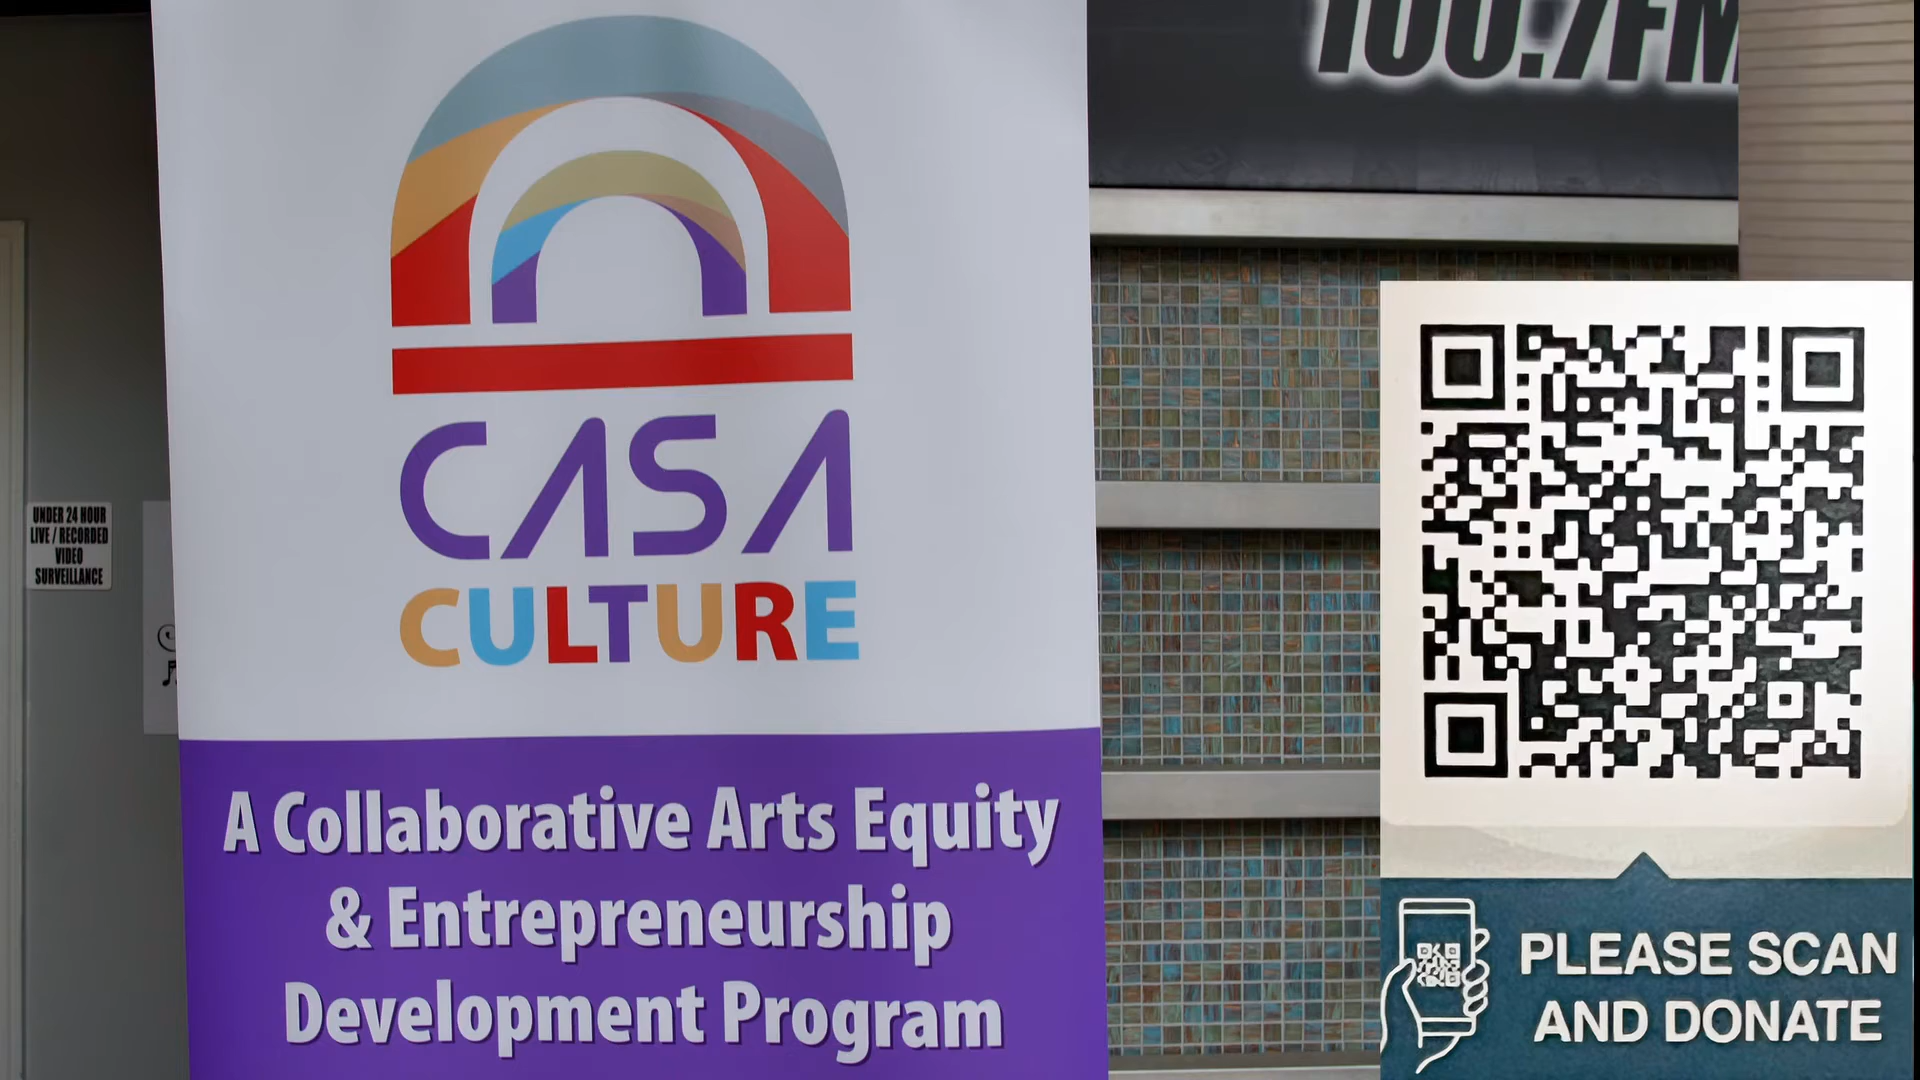 100.7FM
UNDER 24 HOUR
LIVE / RECORDED
VIDEO
SURVEILLANCE
CASA
CULTURE
A Collaborative Arts Equity
& Entrepreneurship
Development Program
PLEASE SCAN
AND DONATE